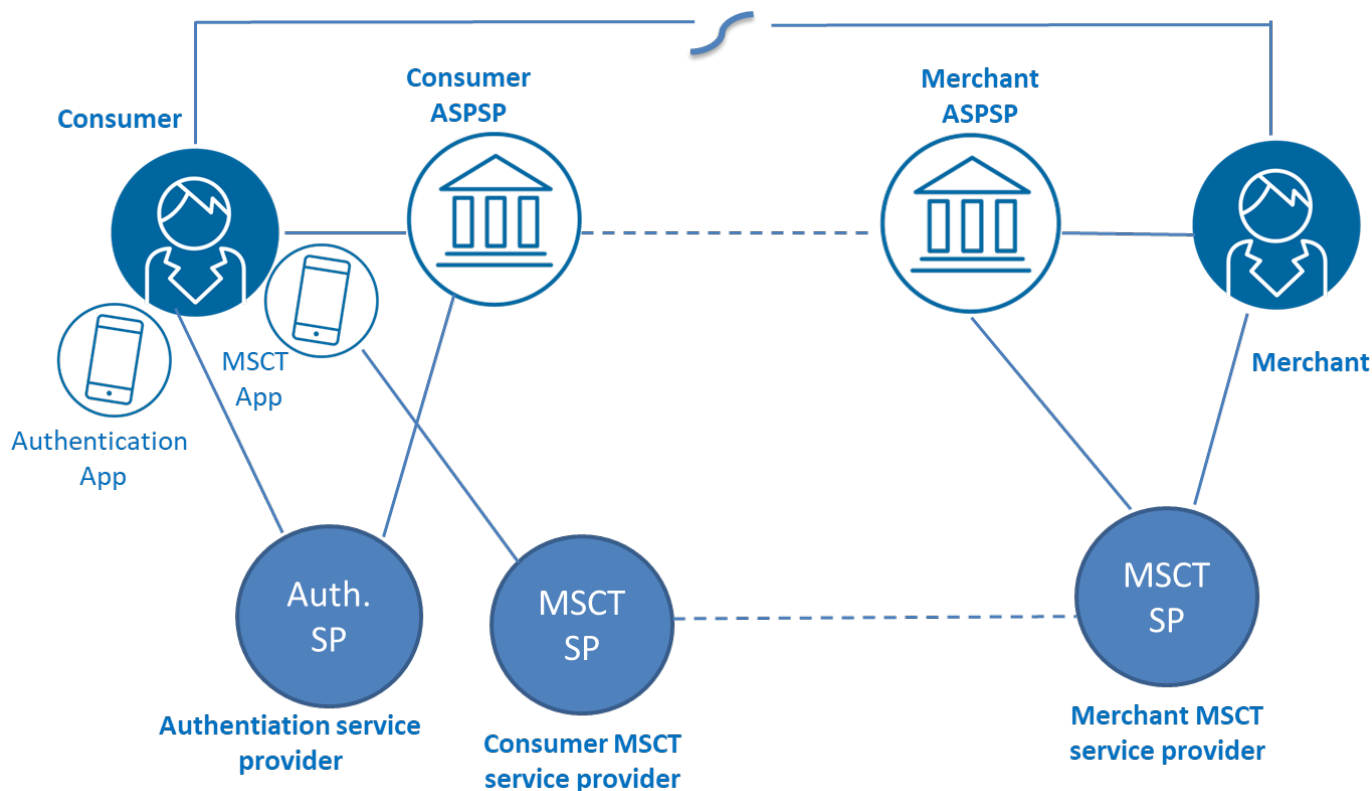 Consumer
Consumer
ASPSP
Merchant
ASPSP
Merchant
MSCT
App
Authentication
App
Auth.
SP
Authentiation service
provider
MSCT
SP
Consumer MSCT
service provider
MSCT
SP
Merchant MSCT
service provider